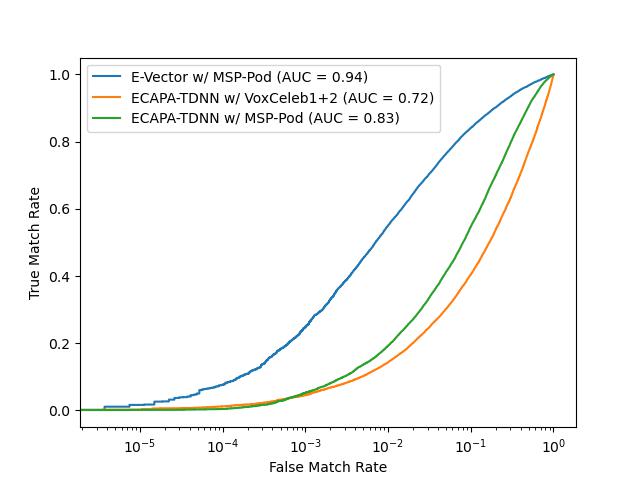 E-Vector w/ MSP-Pod (AUC = 0.94)
ECAPA-TDNN w/ VoxCeleb1+2 (AUC = 0.72)
ECAPA-TDNN w/ MSP-Pod (AUC = 0.83)
1.0
0.8
0.6
0.4
0.2
0.0
True Match Rate
10⁻⁵ 10⁻⁴ 10⁻³ 10⁻² 10⁻¹ 10⁰
False Match Rate